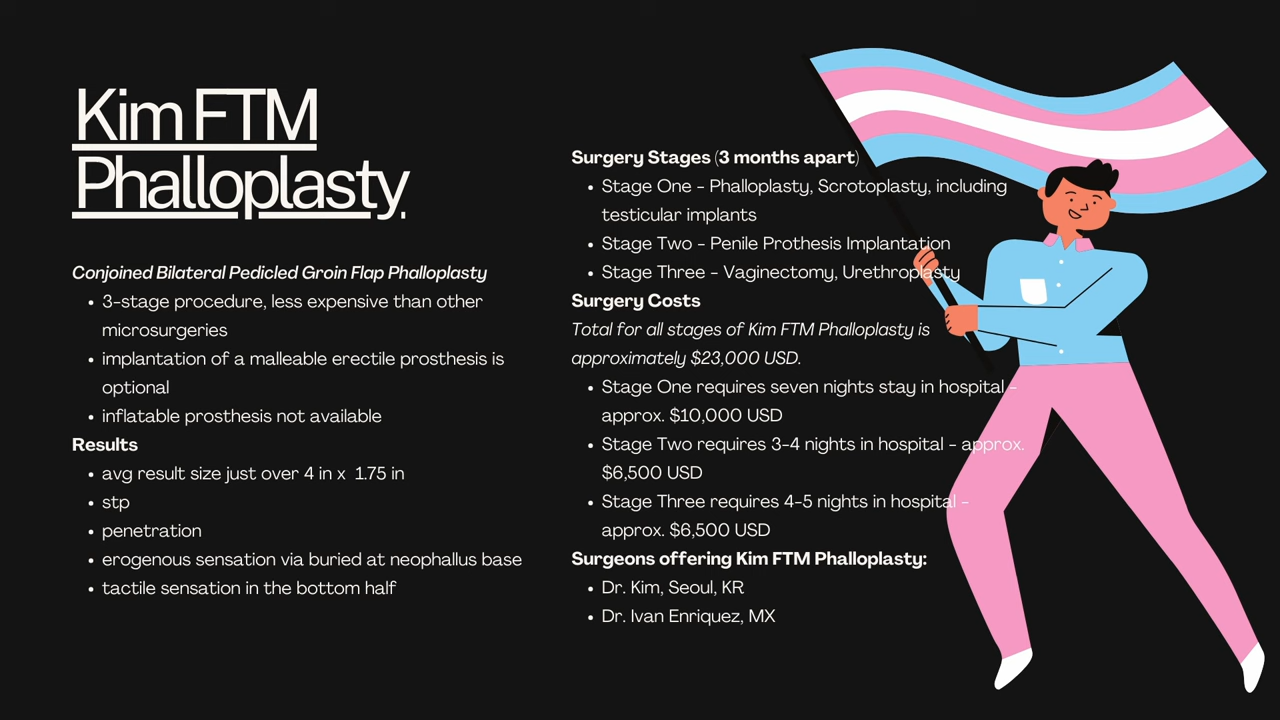 Kim FTM
Phalloplasty
Conjoined Bilateral Pedicled Groin Flap Phalloplasty
• 3-stage procedure, less expensive than other
microsurgeries
• implantation of a malleable erectile prosthesis is
optional
• inflatable prosthesis not available
Results
• avg result size just over 4 in x 1.75 in
• stp
• penetration
• erogenous sensation via buried at neophallus base
• tactile sensation in the bottom half
Surgery Stages (3 months apart)
• Stage One - Phalloplasty, Scrotoplasty, including
testicular implants
• Stage Two - Penile Prothesis Implantation
• Stage Three - Vaginectomy, Urethroplasty
Surgery Costs
Total for all stages of Kim FTM Phalloplasty is
approximately $23,000 USD.
• Stage One requires seven nights stay in hospital -
approx. $10,000 USD
• Stage Two requires 3-4 nights in hospital - approx.
$6,500 USD
• Stage Three requires 4-5 nights in hospital -
approx. $6,500 USD
Surgeons offering Kim FTM Phalloplasty:
• Dr. Kim, Seoul, KR
• Dr. Ivan Enriquez, MX